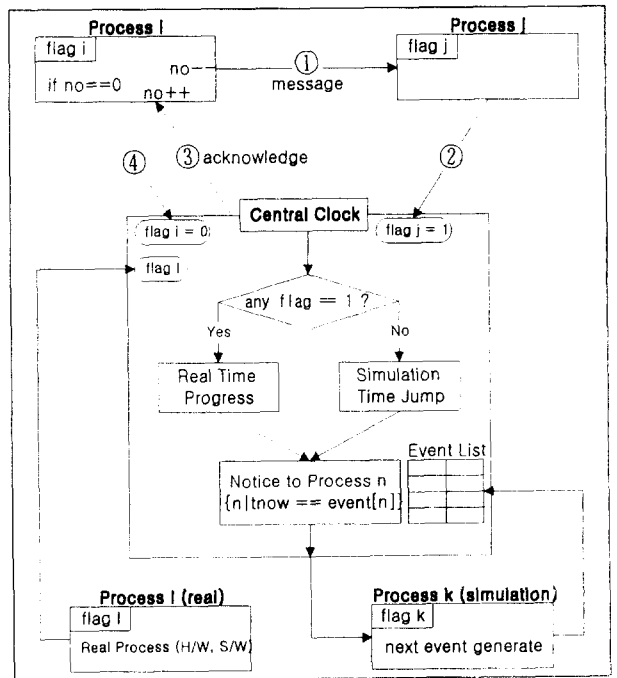 Process i
flag i
if no==0
no--
no++
① message
Process j
flag j
④
③ acknowledge
②
Central Clock
flag i = 0
flag j = 1
flag l
any flag == 1 ?
Yes
No
Real Time
Progress
Simulation
Time Jump
Event List
Notice to Process n
{n|tnow == event[n]}
Process l (real)
flag l
Real Process (H/W, S/W)
Process k (simulation)
flag k
next event generate